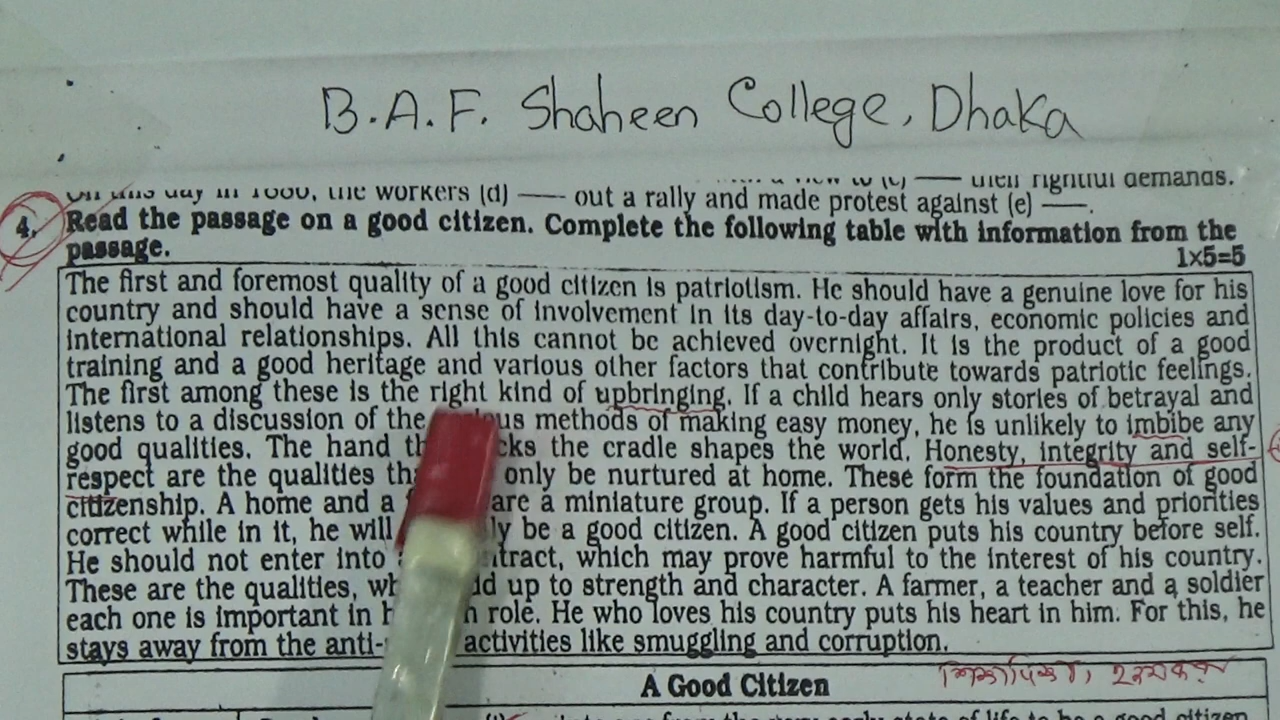 B.A.F. Shaheen College, Dhaka
On this day in 1886, the workers (d) —— out a rally and made protest against (e) ——. their rightful demands.
4. Read the passage on a good citizen. Complete the following table with information from the
passage. 1×5=5
The first and foremost quality of a good citizen is patriotism. He should have a genuine love for his
country and should have a sense of involvement in its day-to-day affairs, economic policies and
international relationships. All this cannot be achieved overnight. It is the product of a good
training and a good heritage and various other factors that contribute towards patriotic feelings.
The first among these is the right kind of upbringing. If a child hears only stories of betrayal and
listens to a discussion of the methods of making easy money, he is unlikely to imbibe any
good qualities. The hand the cradle shapes the world. Honesty, integrity and self-
respect are the qualities only be nurtured at home. These form the foundation of good
citizenship. A home and a are a miniature group. If a person gets his values and priorities
correct while in it, he will be a good citizen. A good citizen puts his country before self.
He should not enter into which may prove harmful to the interest of his country.
These are the qualities, up to strength and character. A farmer, a teacher and a soldier
each one is important in role. He who loves his country puts his heart in him. For this, he
stays away from the anti- activities like smuggling and corruption.
A Good Citizen